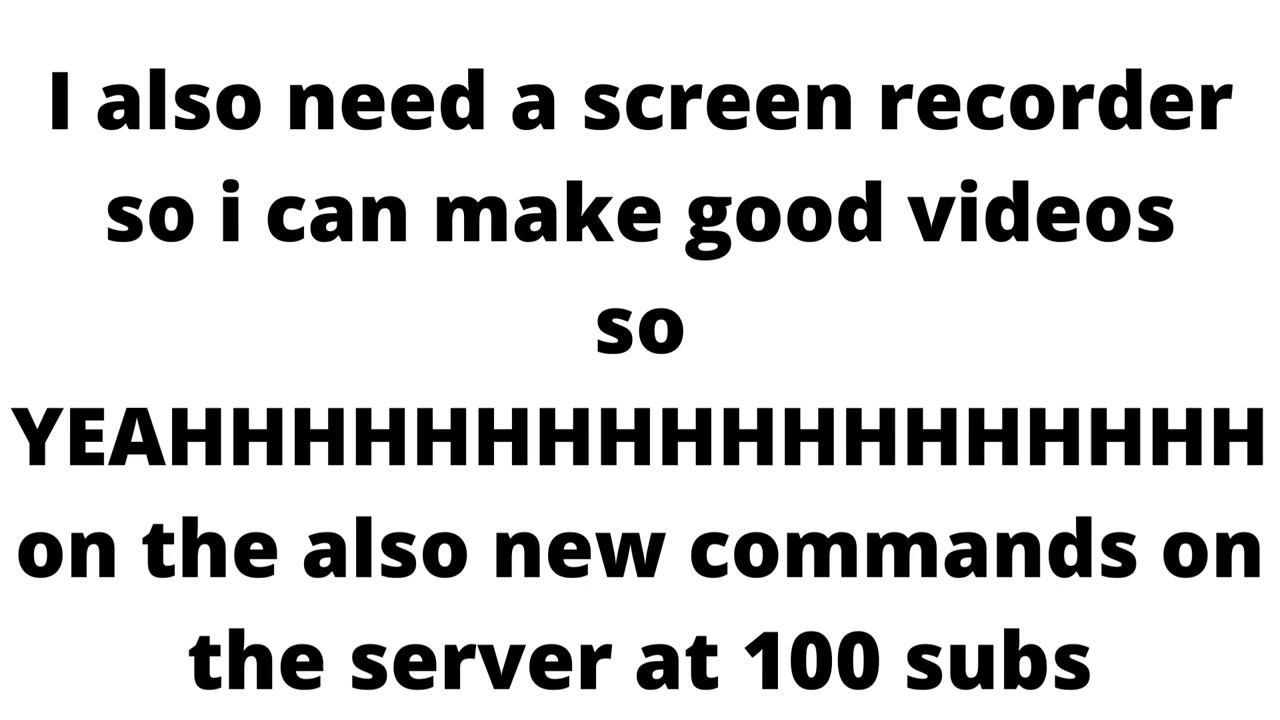 I also need a screen recorder
so i can make good videos
so
YEAHHHHHHHHHHHHHHHHHH
on the also new commands on
the server at 100 subs